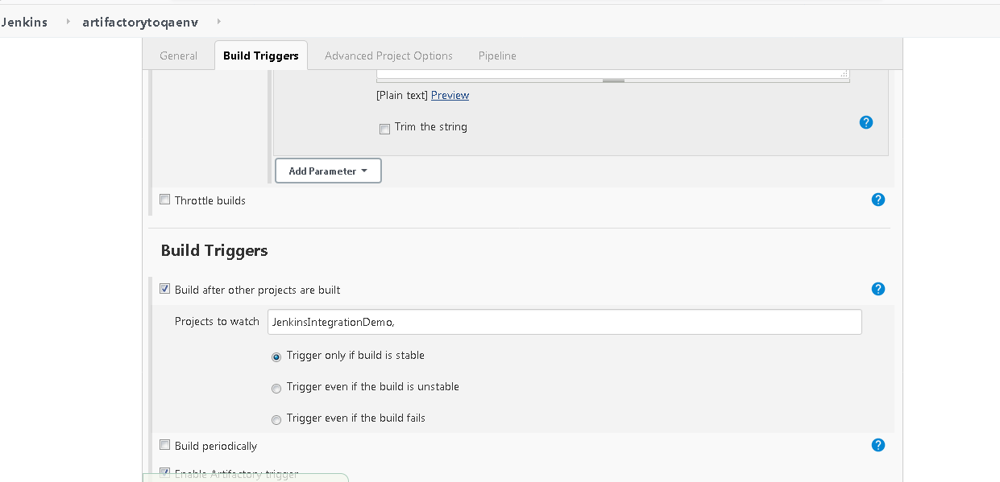 Jenkins artifactorytoqaenv
General Build Triggers Advanced Project Options Pipeline
[Plain text] Preview
Trim the string
?
Add Parameter
Throttle builds
?
Build Triggers
Build after other projects are built
?
Projects to watch JenkinsIntegrationDemo,
Trigger only if build is stable
Trigger even if the build is unstable
Trigger even if the build fails
Build periodically
?
Enable Artifactory trigger